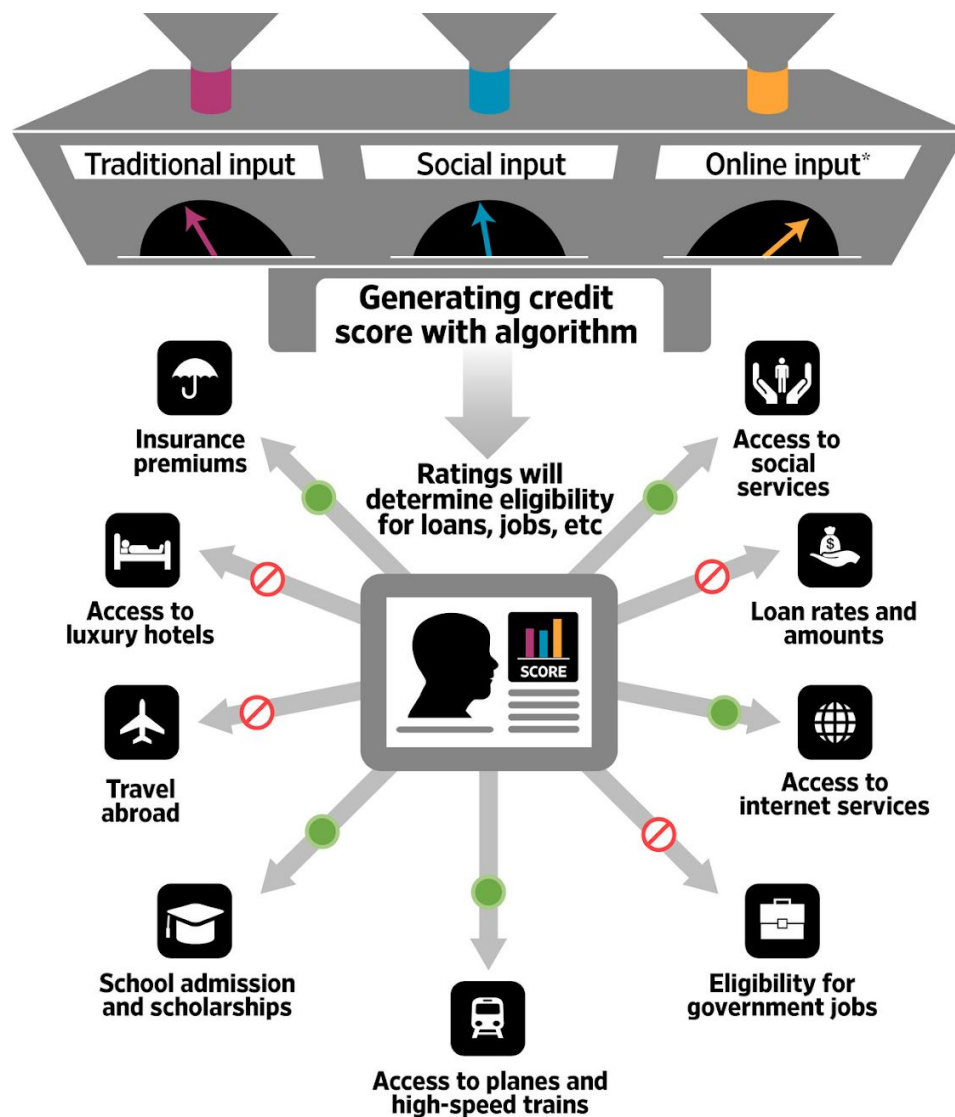 Traditional input
Social input
Online input*
Generating credit
score with algorithm
Insurance
premiums
Ratings will
determine eligibility
for loans, jobs, etc
Access to
social
services
Access to
luxury hotels
SCORE
Loan rates and
amounts
Travel
abroad
Access to
internet services
School admission
and scholarships
Eligibility for
government jobs
Access to planes and
high-speed trains